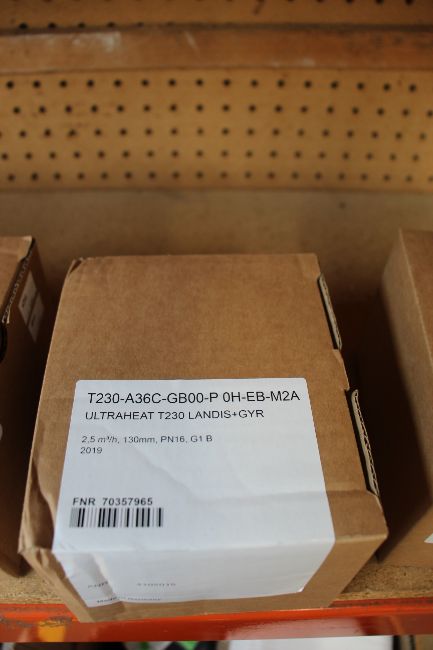 T230-A36C-GB00-P 0H-EB-M2A
ULTRAHEAT T230 LANDIS+GYR
2,5 m³/h, 130mm, PN16, G1 B
2019
FNR 70357965